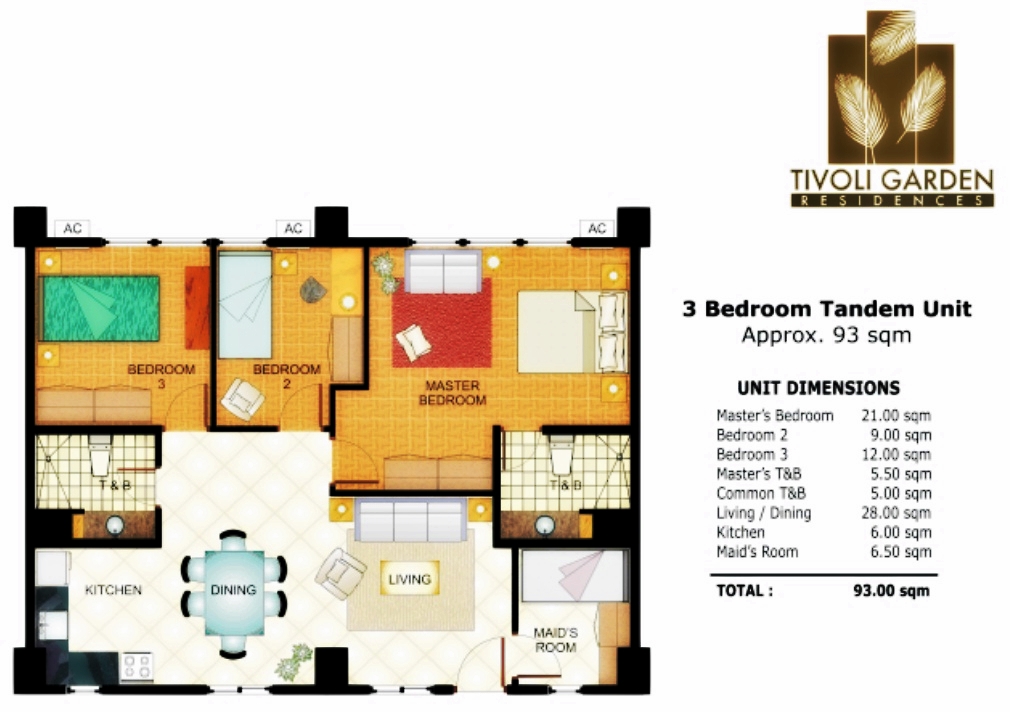 TIVOLI GARDEN
RESIDENCES
AC
AC
AC
BEDROOM
3
BEDROOM
2
MASTER
BEDROOM
T & B
T & B
KITCHEN
DINING
LIVING
MAID'S
ROOM
3 Bedroom Tandem Unit
Approx. 93 sqm
UNIT DIMENSIONS
Master's Bedroom 21.00 sqm
Bedroom 2 9.00 sqm
Bedroom 3 12.00 sqm
Master's T&B 5.50 sqm
Common T&B 5.00 sqm
Living / Dining 28.00 sqm
Kitchen 6.00 sqm
Maid's Room 6.50 sqm
TOTAL : 93.00 sqm